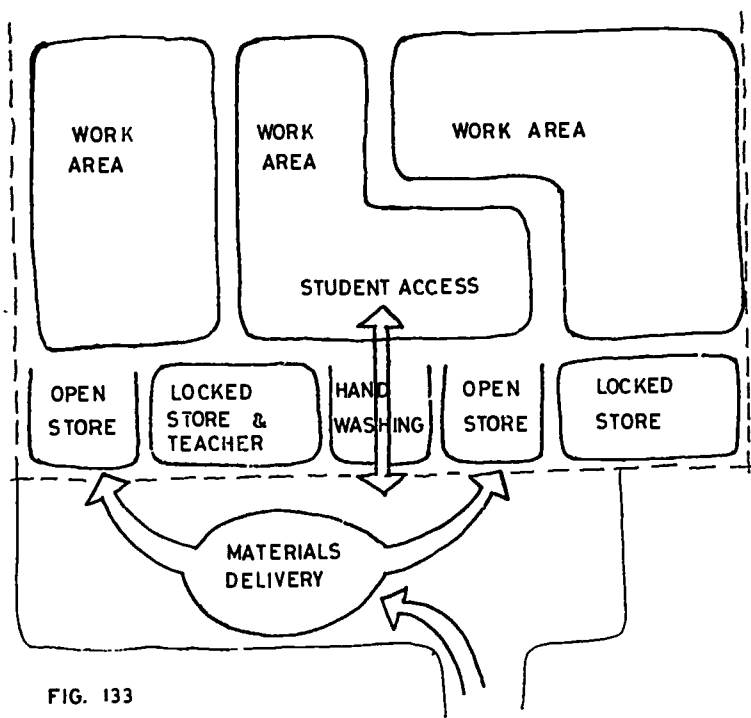 WORK
AREA
WORK
AREA
WORK AREA
STUDENT ACCESS
OPEN
STORE
LOCKED
STORE &
TEACHER
HAND
WASHING
OPEN
STORE
LOCKED
STORE
MATERIALS
DELIVERY
FIG. 133